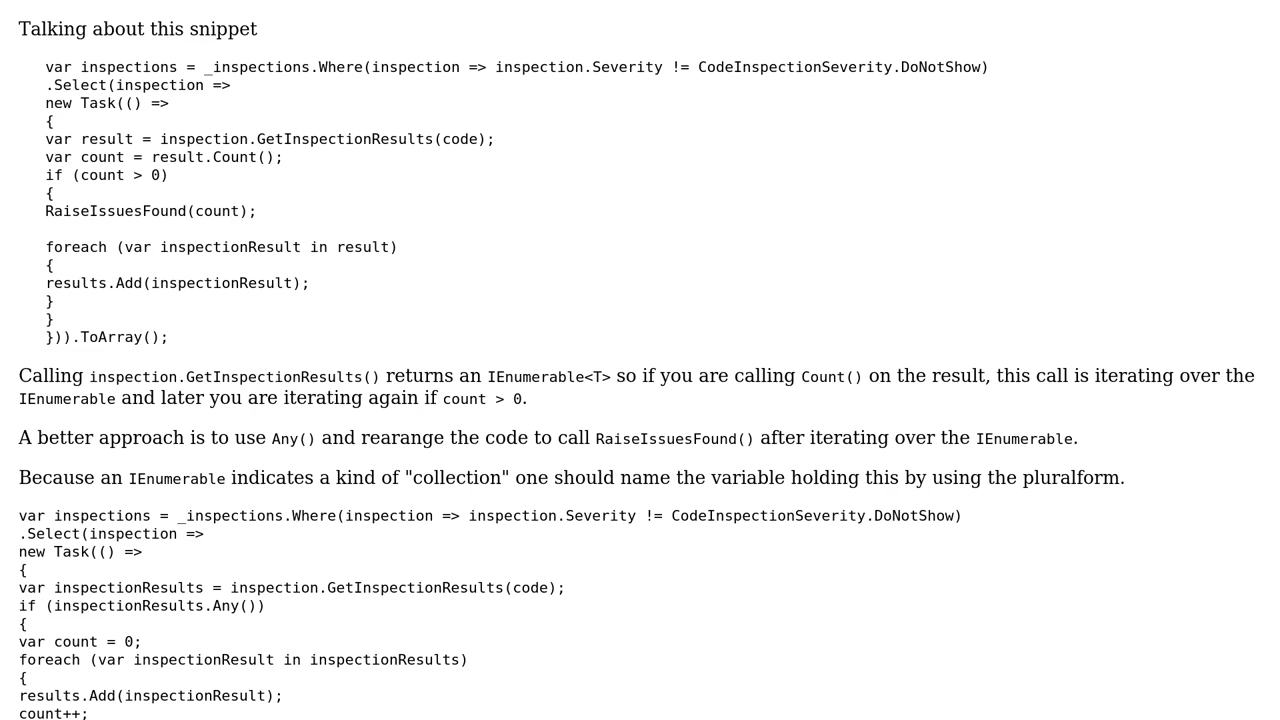 Talking about this snippet
var inspections = _inspections.Where(inspection => inspection.Severity != CodeInspectionSeverity.DoNotShow)
.Select(inspection =>
new Task(() =>
{
var result = inspection.GetInspectionResults(code);
var count = result.Count();
if (count > 0)
{
RaiseIssuesFound(count);
foreach (var inspectionResult in result)
{
results.Add(inspectionResult);
}
}
})).ToArray();
Calling inspection.GetInspectionResults() returns an IEnumerable<T> so if you are calling Count() on the result, this call is iterating over the
IEnumerable and later you are iterating again if count > 0.
A better approach is to use Any() and rearange the code to call RaiseIssuesFound() after iterating over the IEnumerable.
Because an IEnumerable indicates a kind of "collection" one should name the variable holding this by using the pluralform.
var inspections = _inspections.Where(inspection => inspection.Severity != CodeInspectionSeverity.DoNotShow)
.Select(inspection =>
new Task(() =>
{
var inspectionResults = inspection.GetInspectionResults(code);
if (inspectionResults.Any())
{
var count = 0;
foreach (var inspectionResult in inspectionResults)
{
results.Add(inspectionResult);
count++;